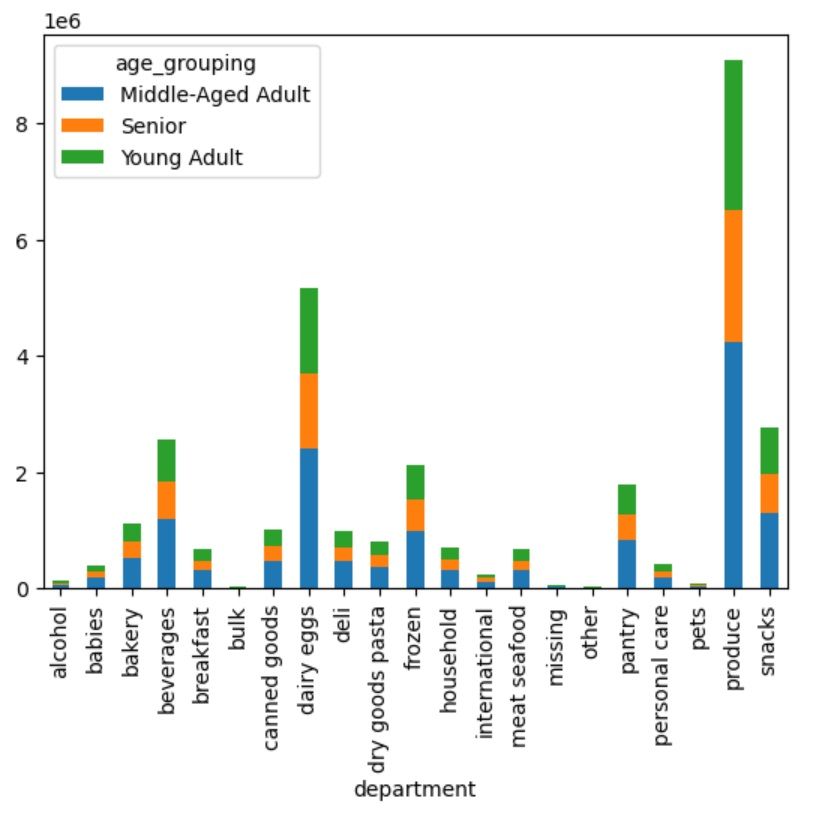 1e6
age_grouping
Middle-Aged Adult
Senior
Young Adult
8
6
4
2
0
alcohol
babies
bakery
beverages
breakfast
bulk
canned goods
dairy eggs
deli
dry goods pasta
frozen
household
international
meat seafood
missing
other
pantry
personal care
pets
produce
snacks
department